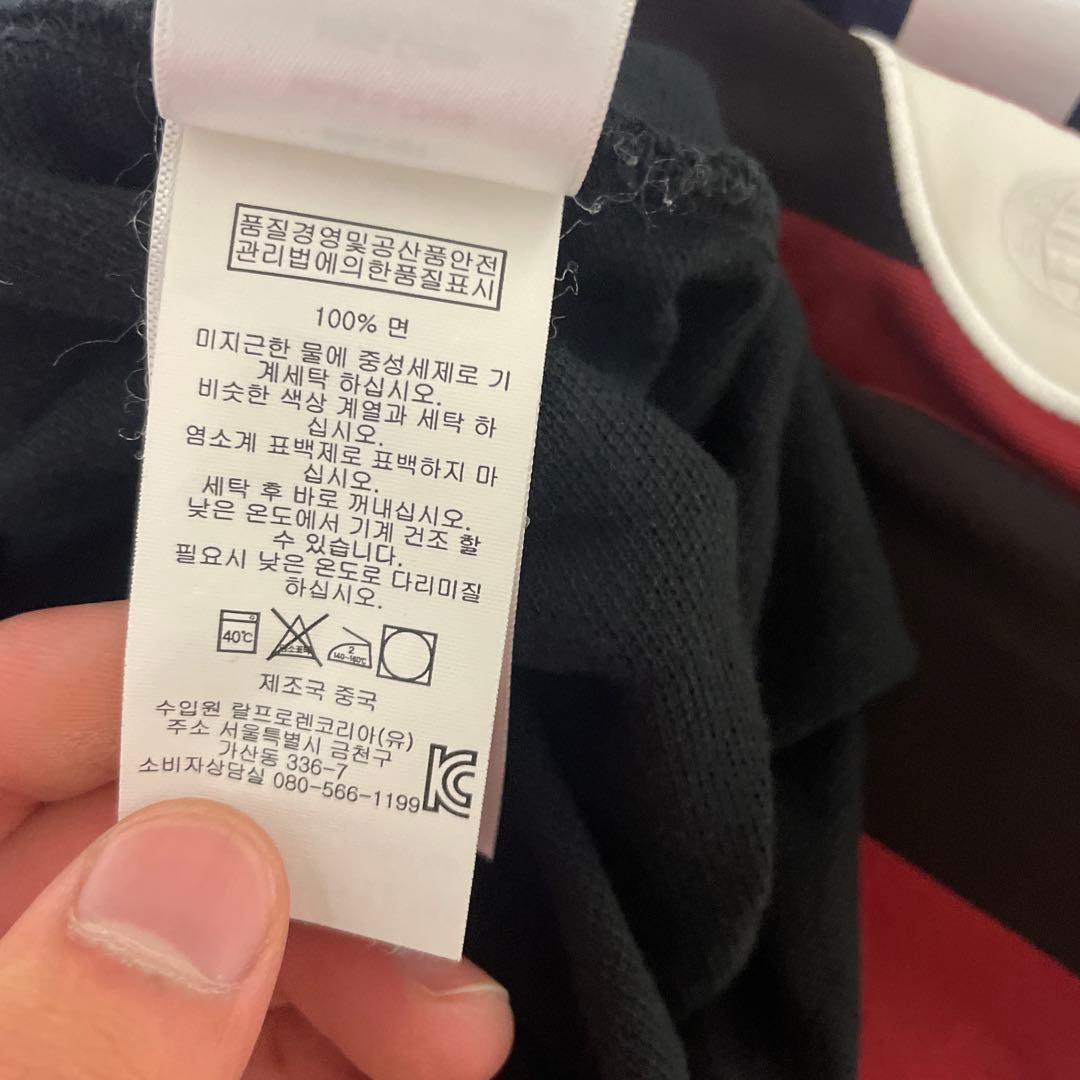 품질경영및공산품안전
관리법에의한품질표시
100% 면
미지근한 물에 중성세제로 기
계세탁 하십시오.
비슷한 색상 계열과 세탁 하
십시오.
염소계 표백제로 표백하지 마
십시오.
세탁 후 바로 꺼내십시오.
낮은 온도에서 기계 건조 할
수 있습니다.
필요시 낮은 온도로 다리미질
하십시오.
40℃
염소표백
2
140~160℃
제조국 중국
수입원 랄프로렌코리아(유)
주소 서울특별시 금천구
가산동 336-7
소비자상담실 080-566-1199